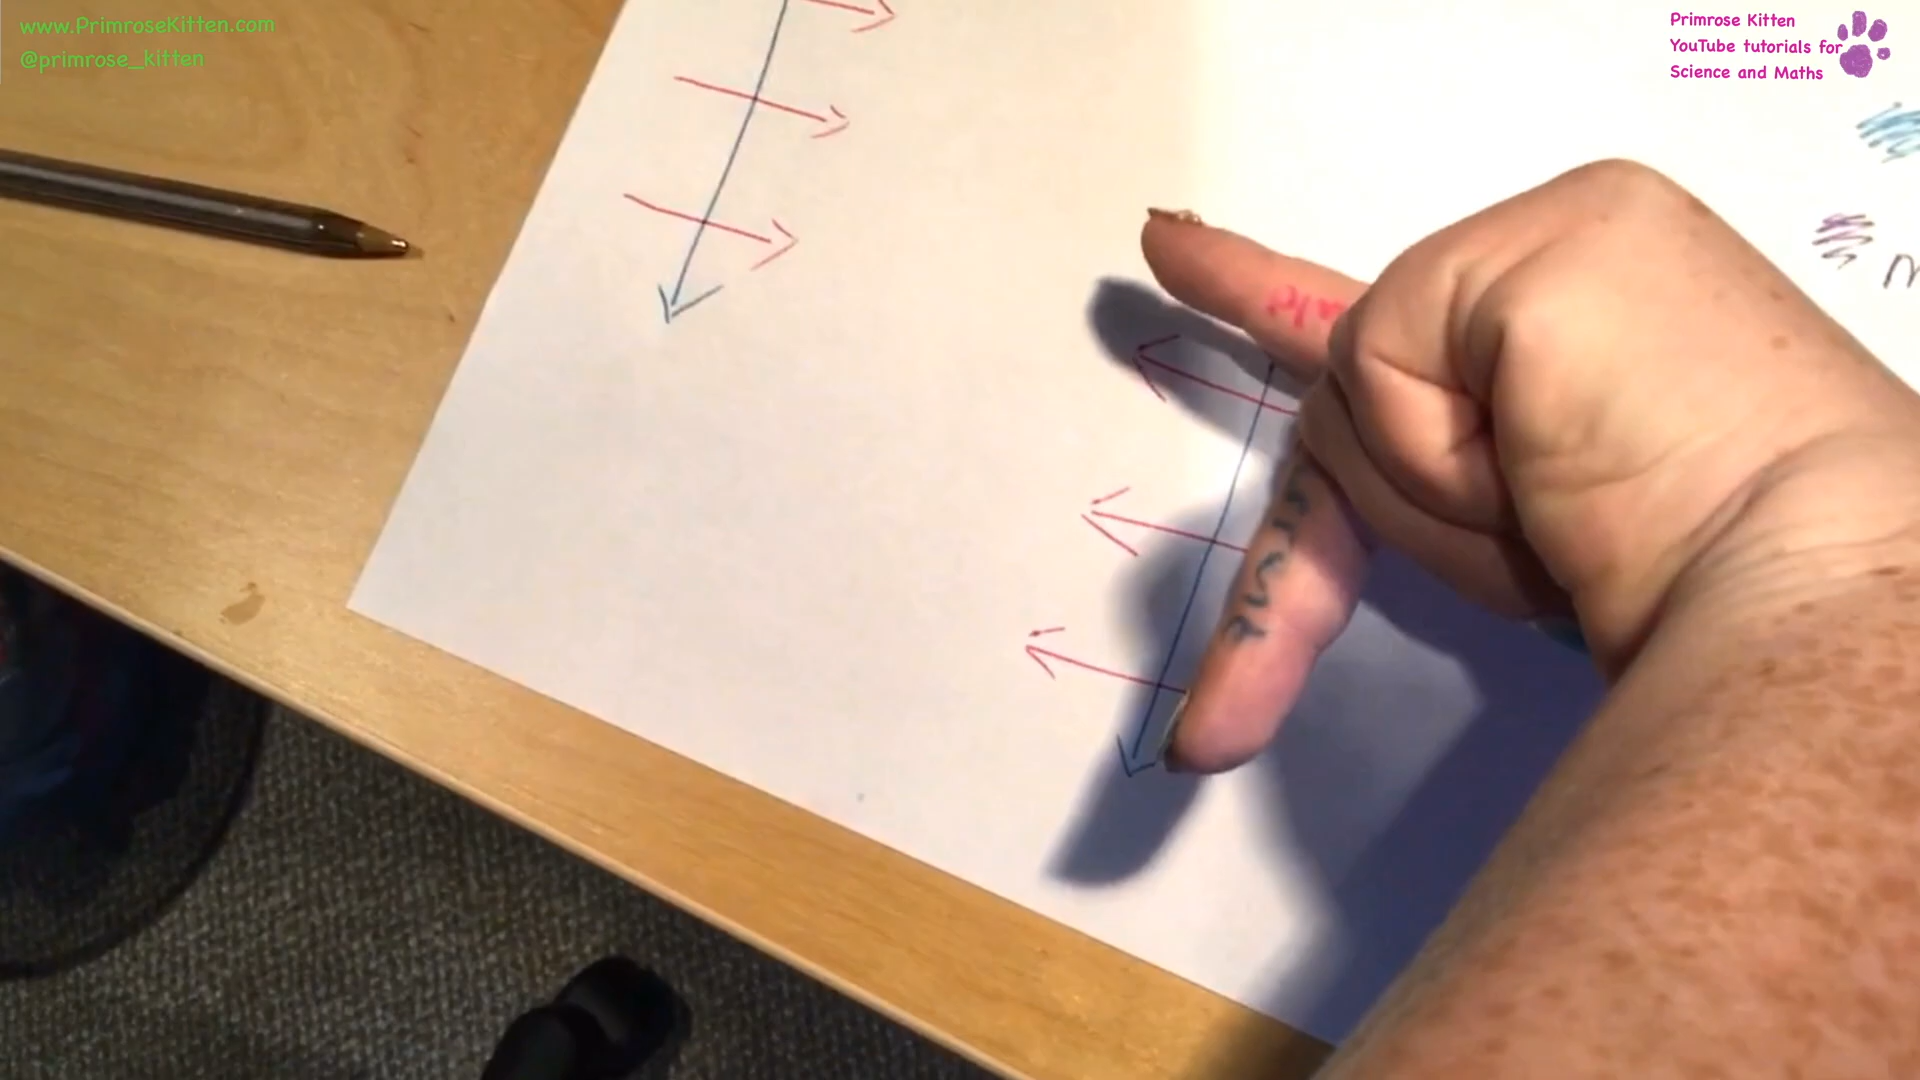 www.PrimroseKitten.com
@primrose_kitten
Primrose Kitten
YouTube tutorials for
Science and Maths